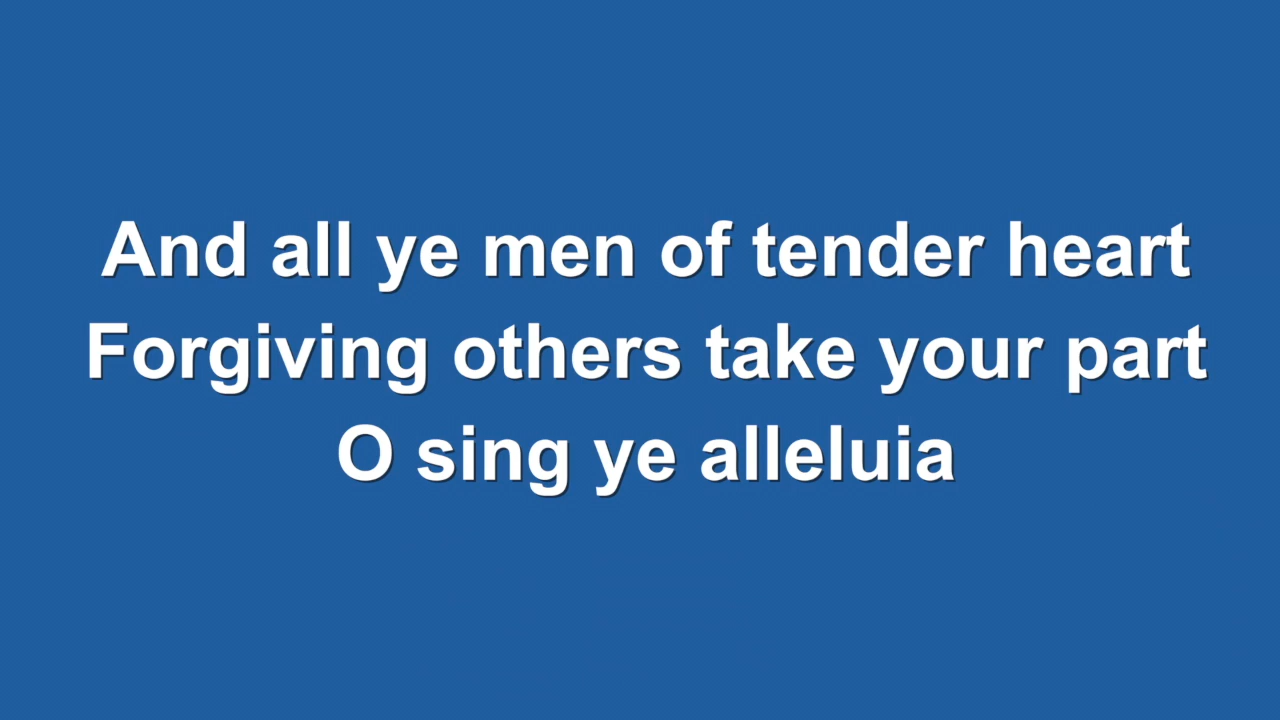 And all ye men of tender heart
Forgiving others take your part
O sing ye alleluia